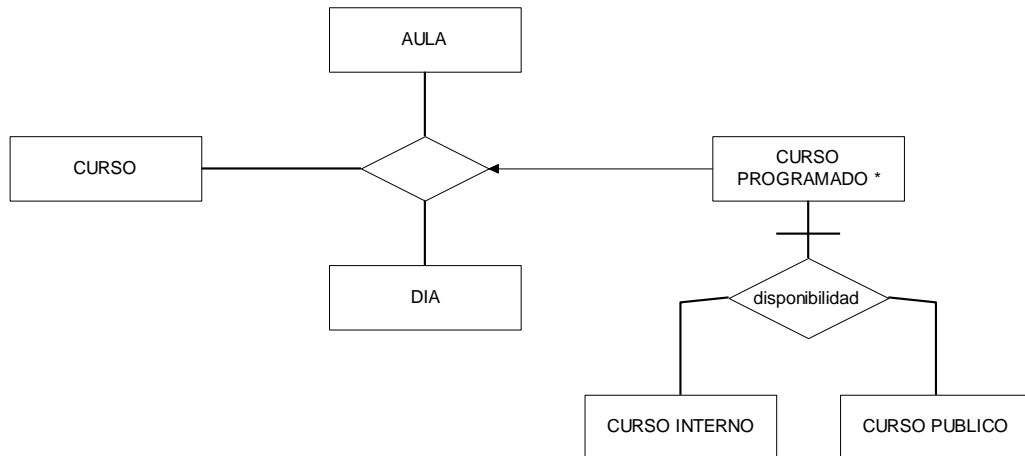 AULA
CURSO
CURSO
PROGRAMADO *
DIA
disponibilidad
CURSO INTERNO
CURSO PUBLICO